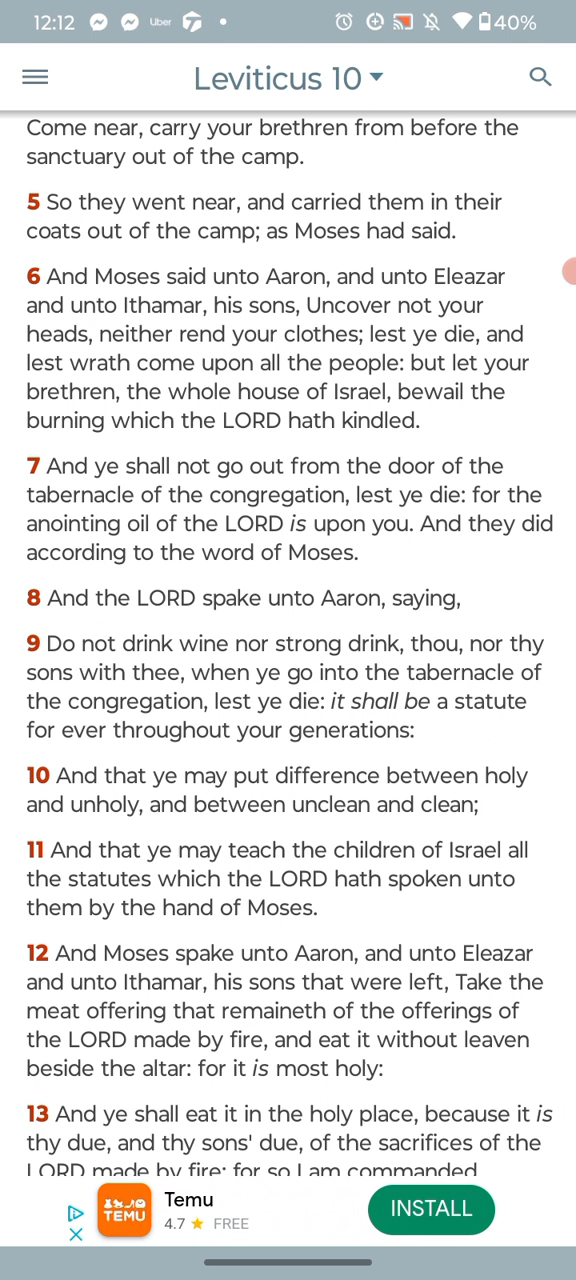 12:12 Uber 40%
Leviticus 10
Come near, carry your brethren from before the
sanctuary out of the camp.
5 So they went near, and carried them in their
coats out of the camp; as Moses had said.
6 And Moses said unto Aaron, and unto Eleazar
and unto Ithamar, his sons, Uncover not your
heads, neither rend your clothes; lest ye die, and
lest wrath come upon all the people: but let your
brethren, the whole house of Israel, bewail the
burning which the LORD hath kindled.
7 And ye shall not go out from the door of the
tabernacle of the congregation, lest ye die: for the
anointing oil of the LORD is upon you. And they did
according to the word of Moses.
8 And the LORD spake unto Aaron, saying,
9 Do not drink wine nor strong drink, thou, nor thy
sons with thee, when ye go into the tabernacle of
the congregation, lest ye die: it shall be a statute
for ever throughout your generations:
10 And that ye may put difference between holy
and unholy, and between unclean and clean;
11 And that ye may teach the children of Israel all
the statutes which the LORD hath spoken unto
them by the hand of Moses.
12 And Moses spake unto Aaron, and unto Eleazar
and unto Ithamar, his sons that were left, Take the
meat offering that remaineth of the offerings of
the LORD made by fire, and eat it without leaven
beside the altar: for it is most holy:
13 And ye shall eat it in the holy place, because it is
thy due, and thy sons' due, of the sacrifices of the
LORD made by fire: for so I am commanded
TEMU
Temu
4.7 ★ FREE
INSTALL